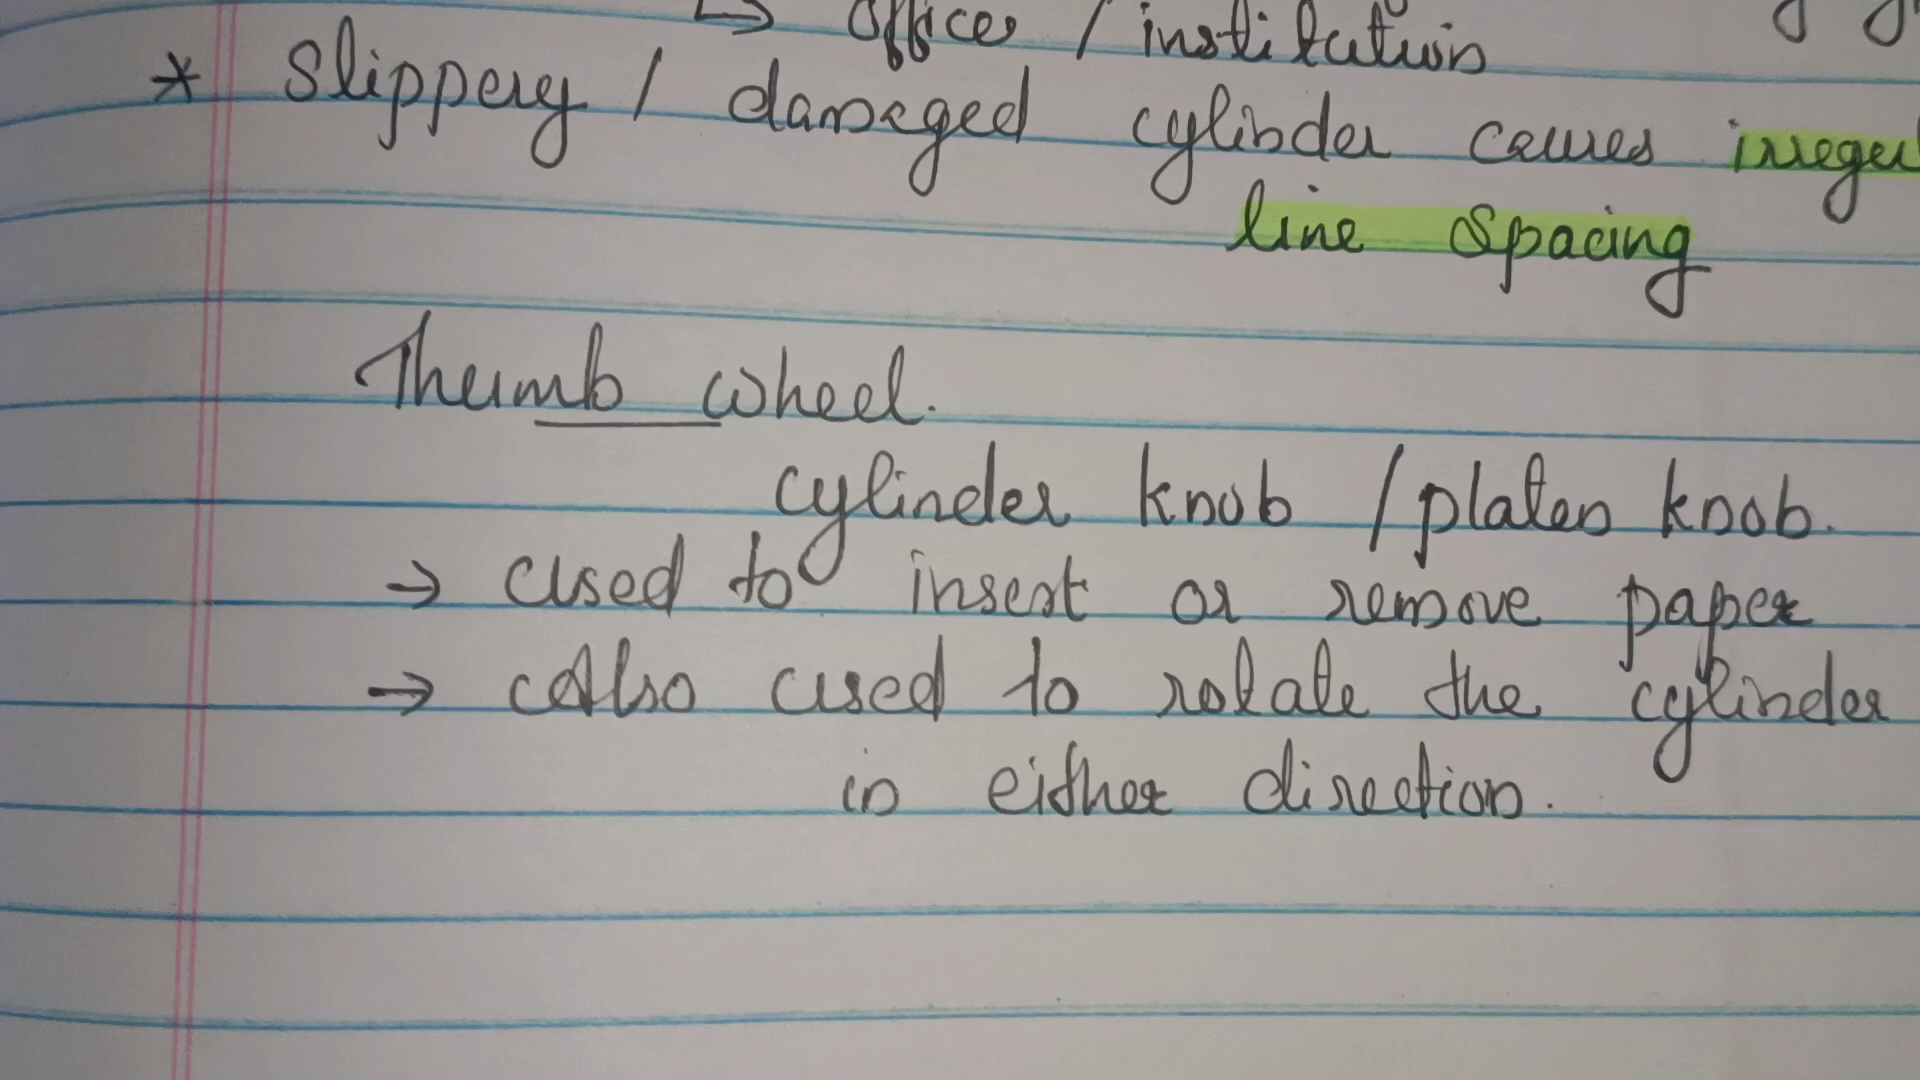 ↳ offices / institution
* Slippery / damaged cylinder causes
line spacing
Thumb wheel.
cylinder knob / platen knob.
→ used to insert or remove paper
→ Also used to rotate the cylinder
in either direction.